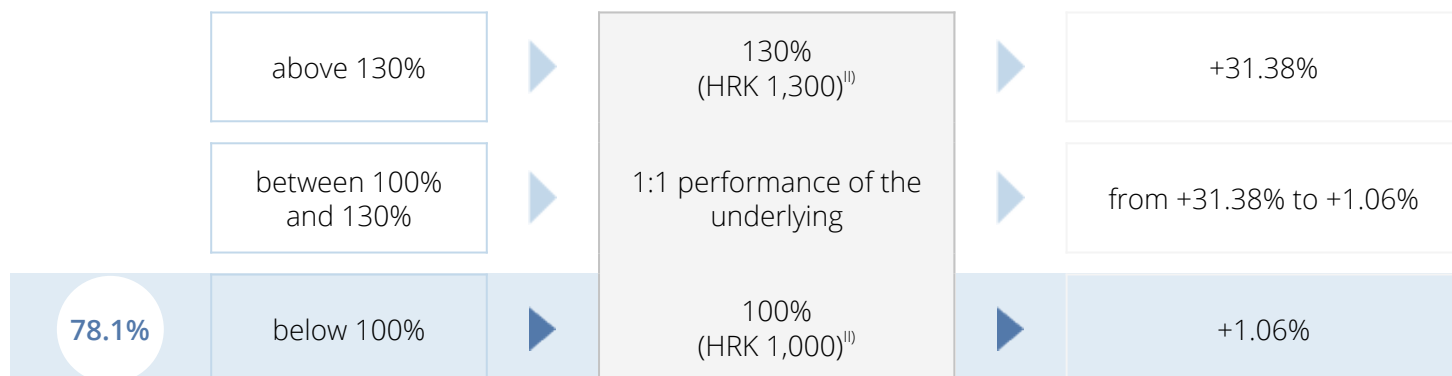 above 130%
130%
(HRK 1,300)II)
+31.38%
between 100%
and 130%
1:1 performance of the
underlying
from +31.38% to +1.06%
78.1%
below 100%
100%
(HRK 1,000)II)
+1.06%